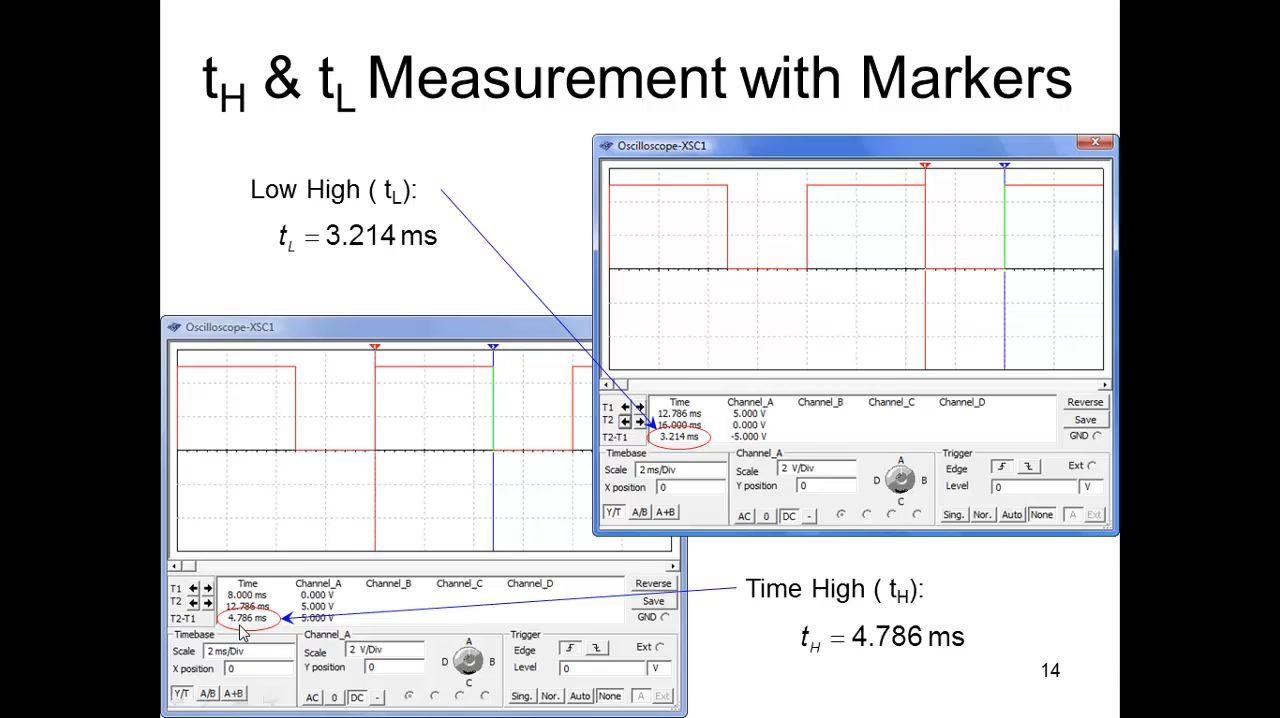 tH & tL Measurement with Markers
Low High ( tL):
tL = 3.214 ms
Oscilloscope-XSC1
T1
T2
T2-T1
Time Channel_A Channel_B Channel_C Channel_D
12.786 ms 5.000 V
16.000 ms 0.000 V
3.214 ms -5.000 V
Reverse
Save
GND
Timebase
Scale 2 ms/Div
X position 0
Y/T A/B A+B
Channel_A
Scale 2 V/Div
Y position 0
AC 0 DC -
A
B
C
D
Trigger
Edge Ext
Level 0 V
Sing. Nor. Auto None A Ext
Oscilloscope-XSC1
T1
T2
T2-T1
Time Channel_A Channel_B Channel_C Channel_D
8.000 ms 0.000 V
12.786 ms 5.000 V
4.786 ms 5.000 V
Reverse
Save
GND
Timebase
Scale 2 ms/Div
X position 0
Y/T A/B A+B
Channel_A
Scale 2 V/Div
Y position 0
AC 0 DC -
A
B
C
D
Trigger
Edge Ext
Level 0 V
Sing. Nor. Auto None A Ext
Time High ( tH):
tH = 4.786 ms
14